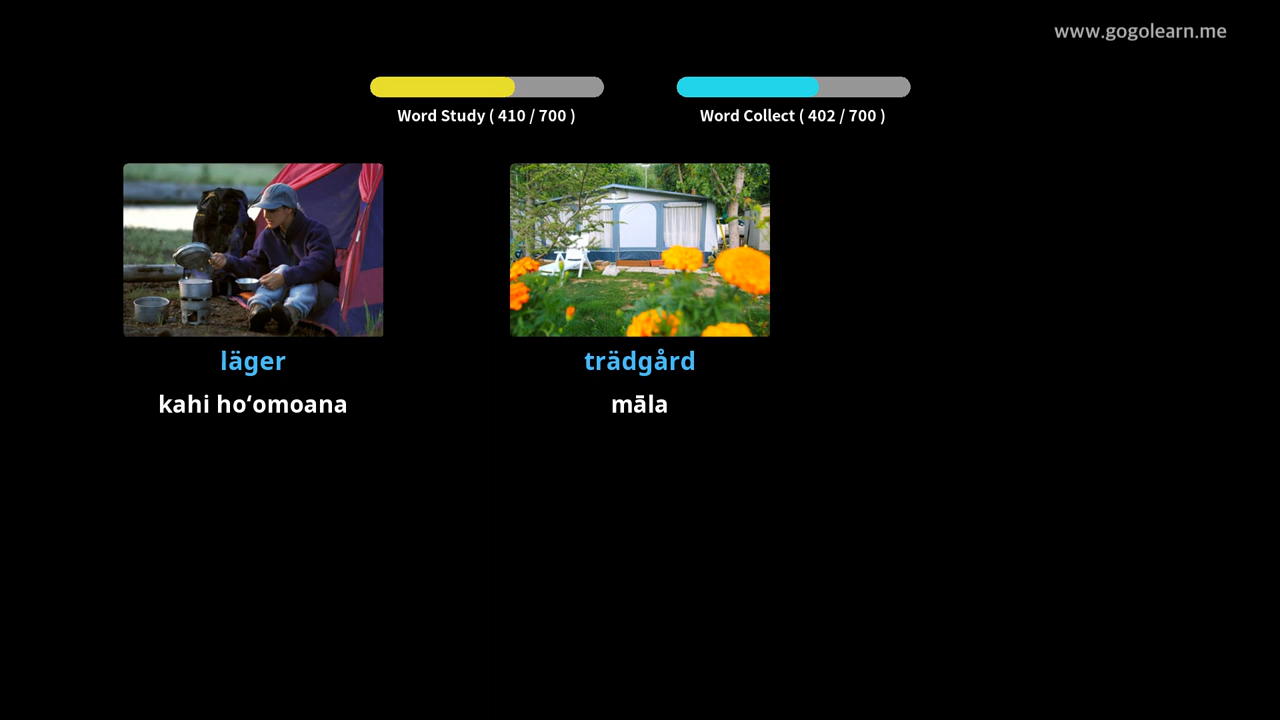 www.gogolearn.me
Word Study ( 410 / 700 )
Word Collect ( 402 / 700 )
läger
trädgård
kahi hoʻomoana
māla